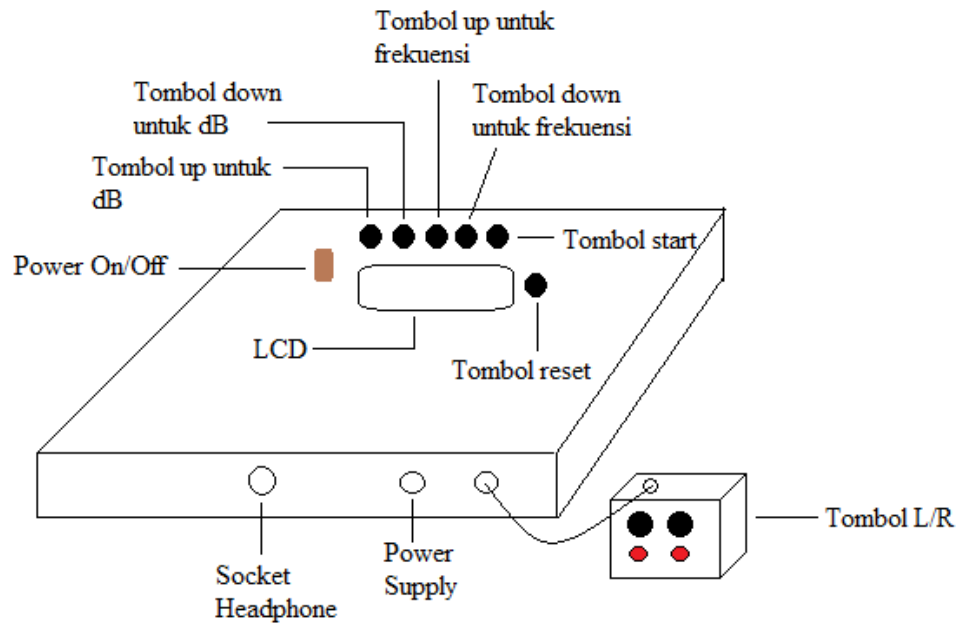 Tombol up untuk
frekuensi
Tombol down
untuk dB
Tombol down
untuk frekuensi
Tombol up untuk
dB
Tombol start
Power On/Off
LCD
Tombol reset
Tombol L/R
Socket
Headphone
Power
Supply